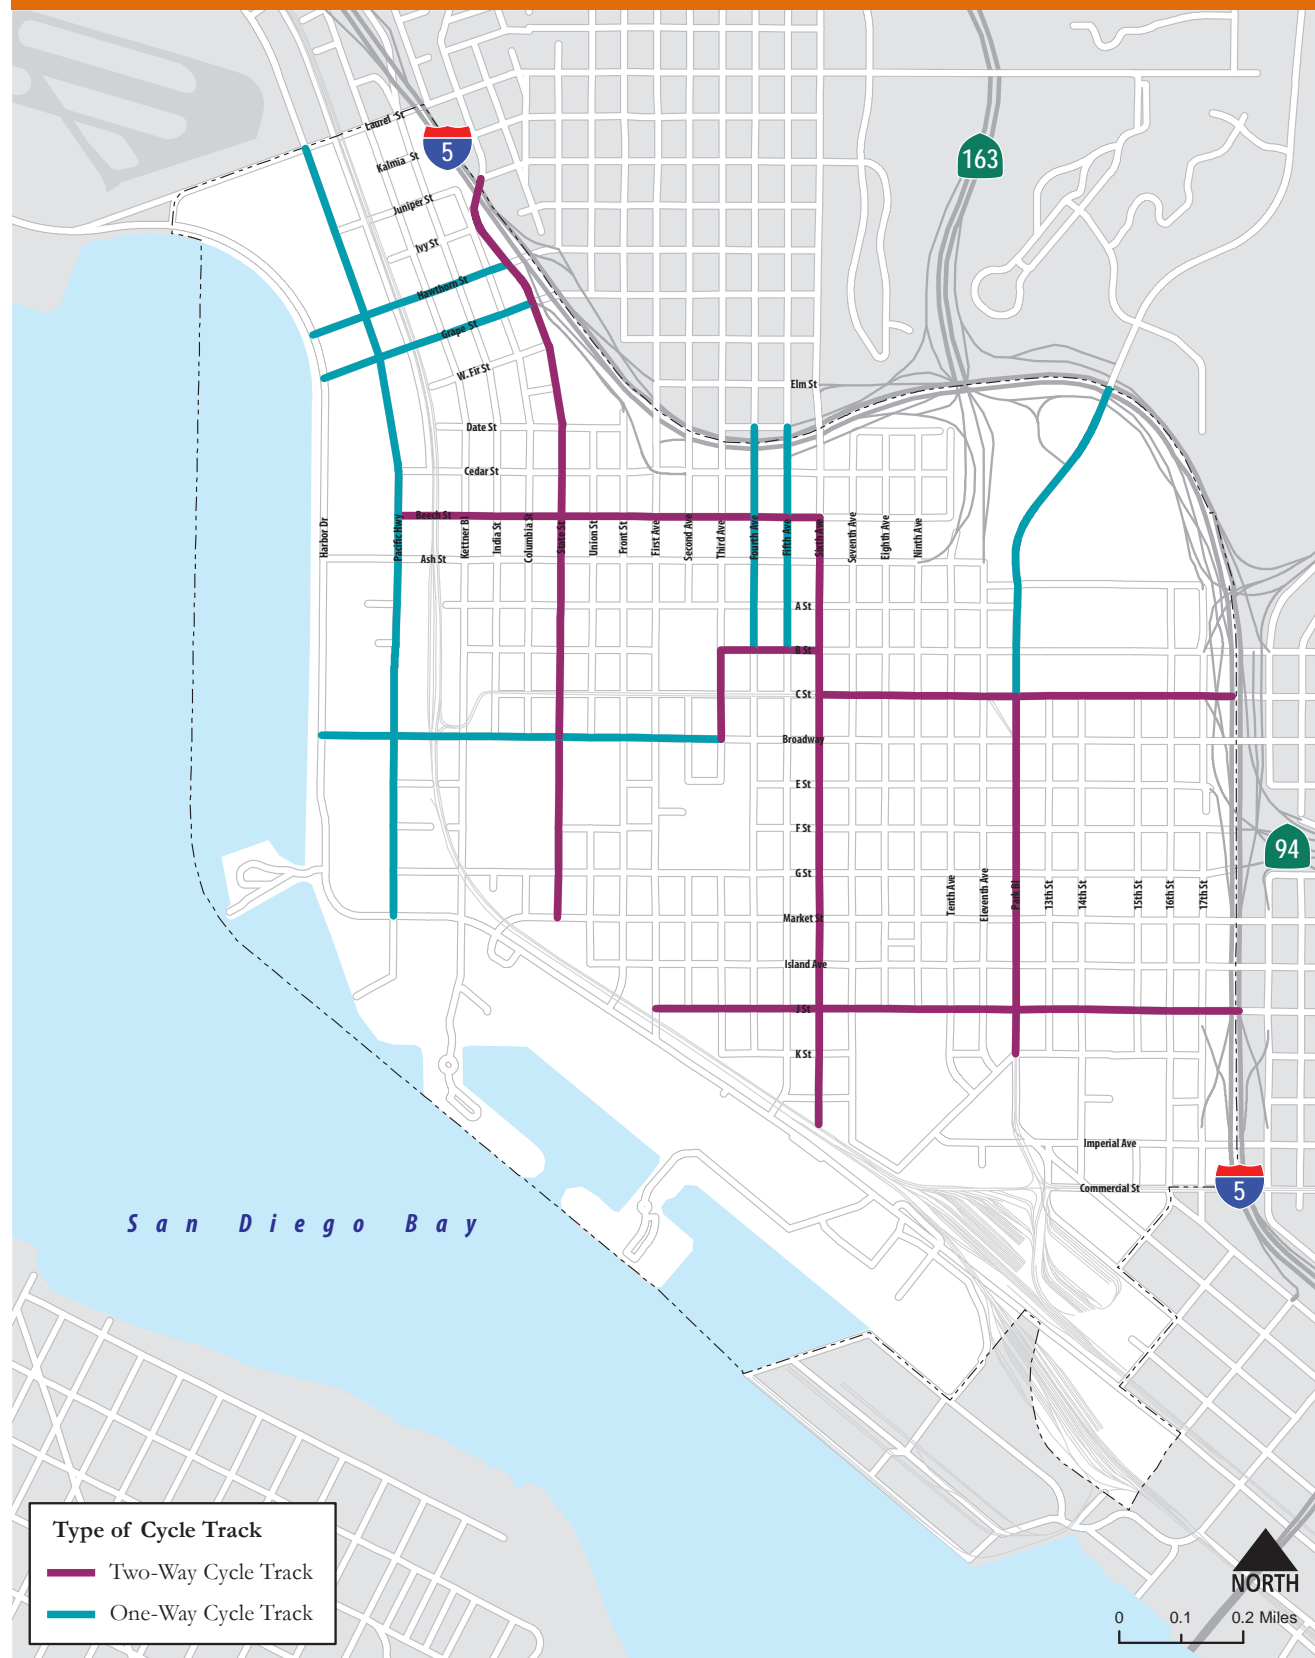 Laurel St
Kalmia St
5
163
Juniper St
Ivy St
Hawthorn St
Grape St
W. Fir St
Elm St
Date St
Cedar St
Beech St
Harbor Dr
Pacific Hwy
Kettner Bl
India St
Columbia St
State St
Union St
Front St
First Ave
Second Ave
Third Ave
Fourth Ave
Fifth Ave
Sixth Ave
Seventh Ave
Eighth Ave
Ninth Ave
Ash St
A St
B St
C St
Broadway
E St
F St
94
G St
Tenth Ave
Eleventh Ave
Park Bl
13th St
14th St
15th St
16th St
17th St
Market St
Island Ave
J St
K St
Imperial Ave
Commercial St
5
San Diego Bay
Type of Cycle Track
Two-Way Cycle Track
One-Way Cycle Track
NORTH
0 0.1 0.2 Miles